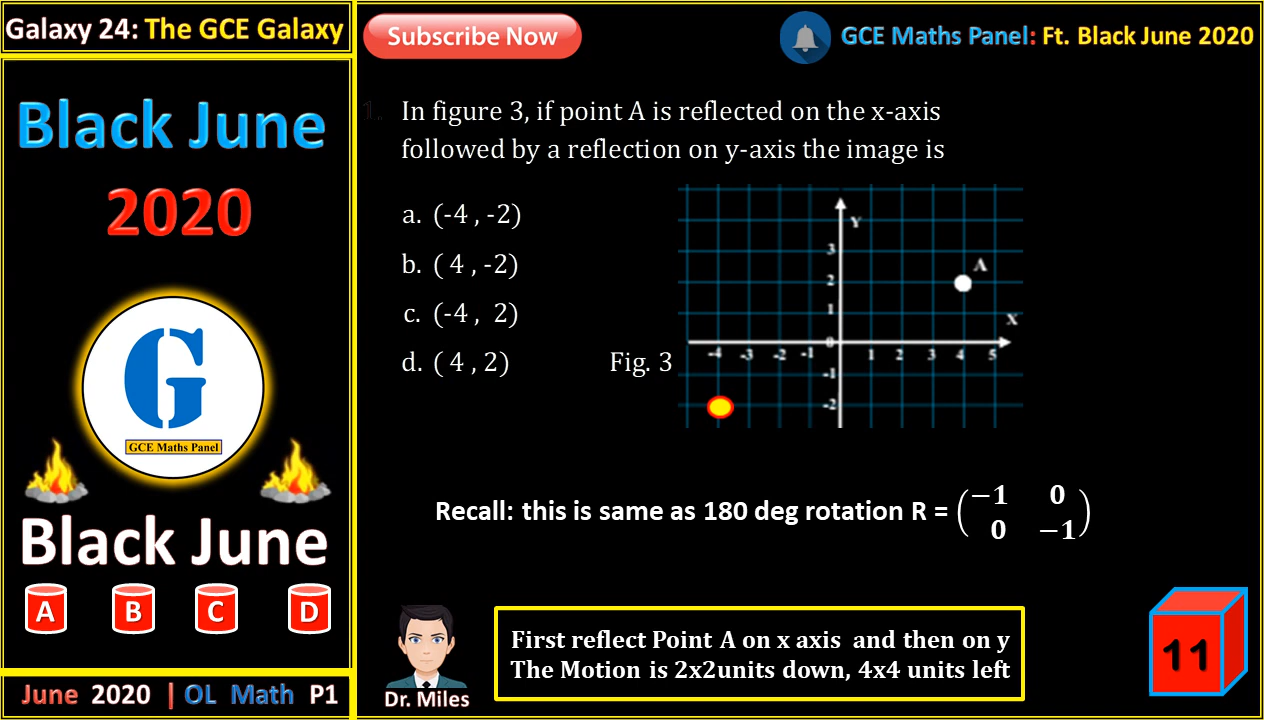 Galaxy 24: The GCE Galaxy
Subscribe Now
GCE Maths Panel: Ft. Black June 2020
Black June
2020
G
GCE Maths Panel
Black June
A B C D
June 2020 | OL Math P1
1. In figure 3, if point A is reflected on the x-axis
followed by a reflection on y-axis the image is
a. (-4 , -2)
b. ( 4 , -2)
c. (-4 , 2)
d. ( 4 , 2)
Fig. 3
Y
3
A
2
1
X
0
-4 -3 -2 -1 1 2 3 4 5
-1
-2
Recall: this is same as 180 deg rotation R = (−1 0
0 −1)
First reflect Point A on x axis and then on y
The Motion is 2x2units down, 4x4 units left
Dr. Miles
11